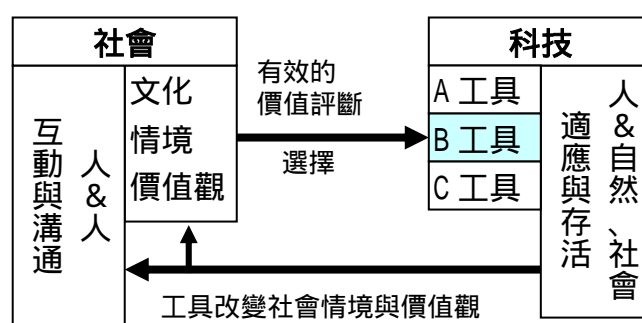 社會
文化
情境
價值觀
人&人
互動與溝通
有效的
價值評斷
選擇
科技
A 工具
B 工具
C 工具
人&自然、社會
適應與存活
工具改變社會情境與價值觀